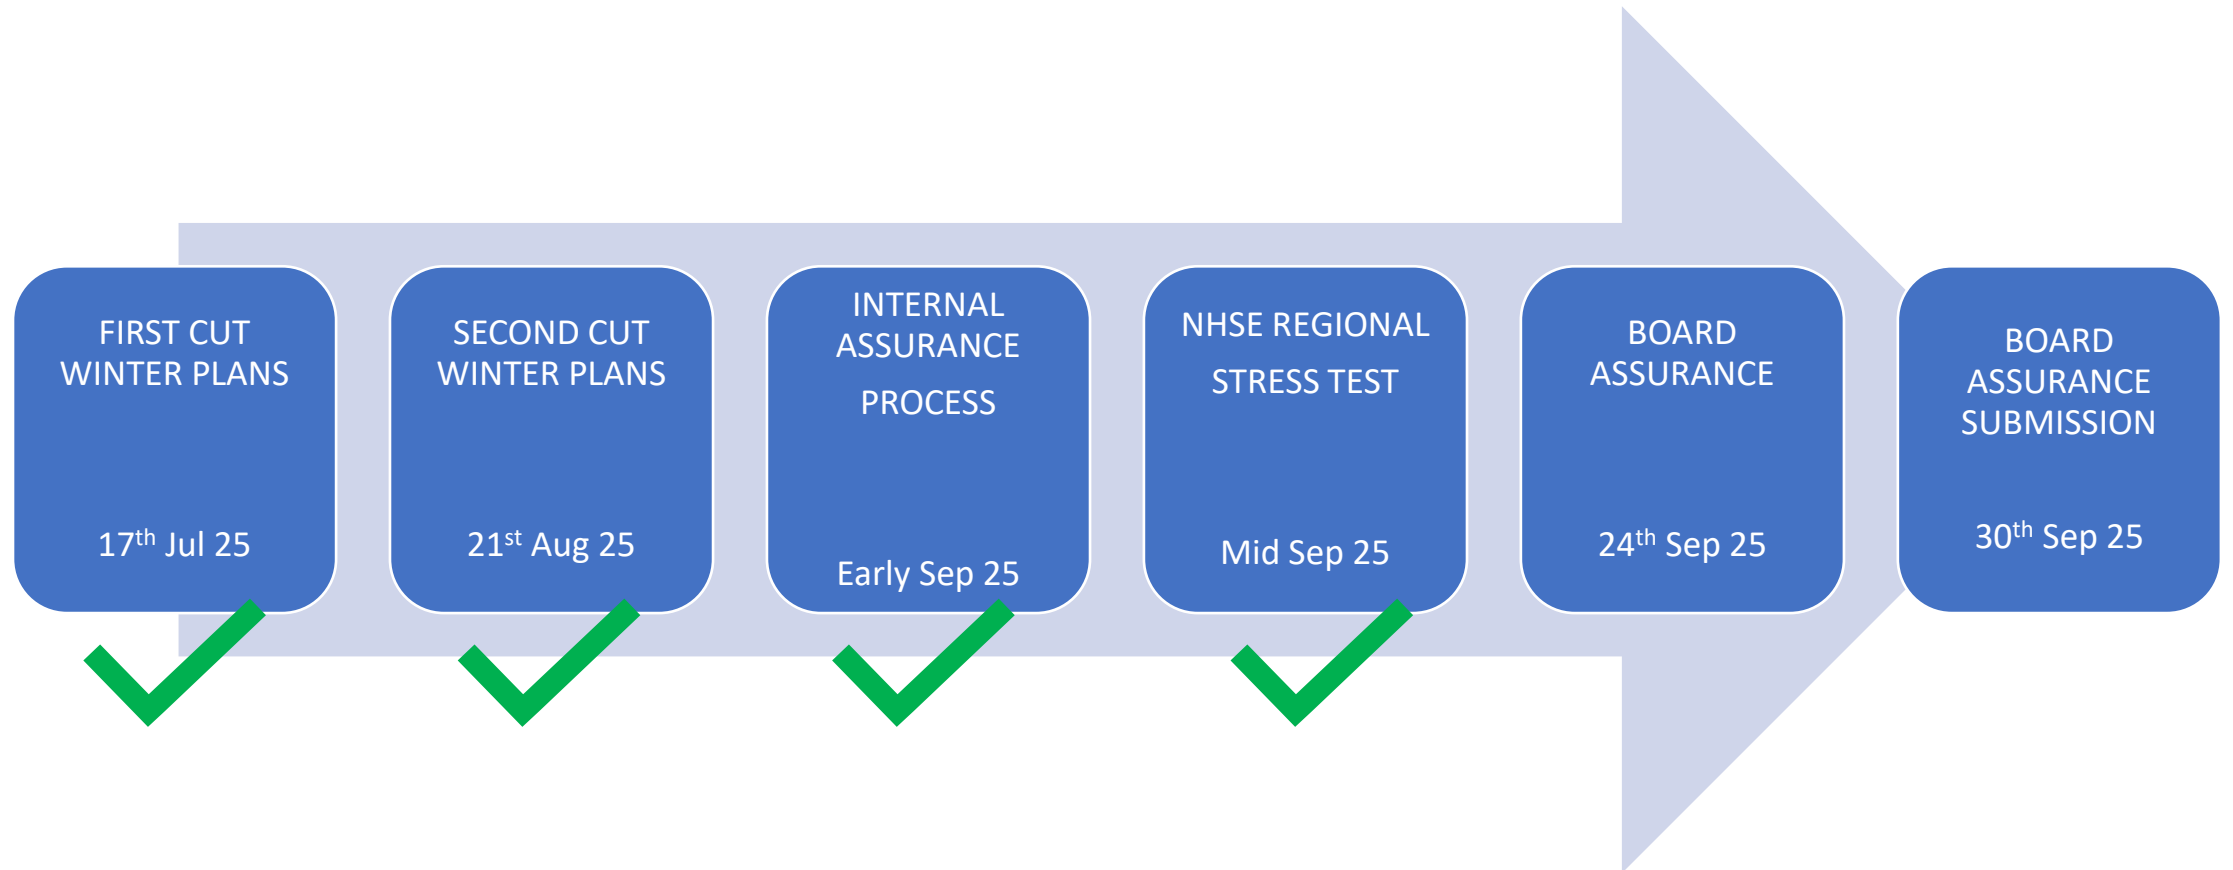 FIRST CUT
WINTER PLANS
17th Jul 25
SECOND CUT
WINTER PLANS
21st Aug 25
INTERNAL
ASSURANCE
PROCESS
Early Sep 25
NHSE REGIONAL
STRESS TEST
Mid Sep 25
BOARD
ASSURANCE
24th Sep 25
BOARD
ASSURANCE
SUBMISSION
30th Sep 25